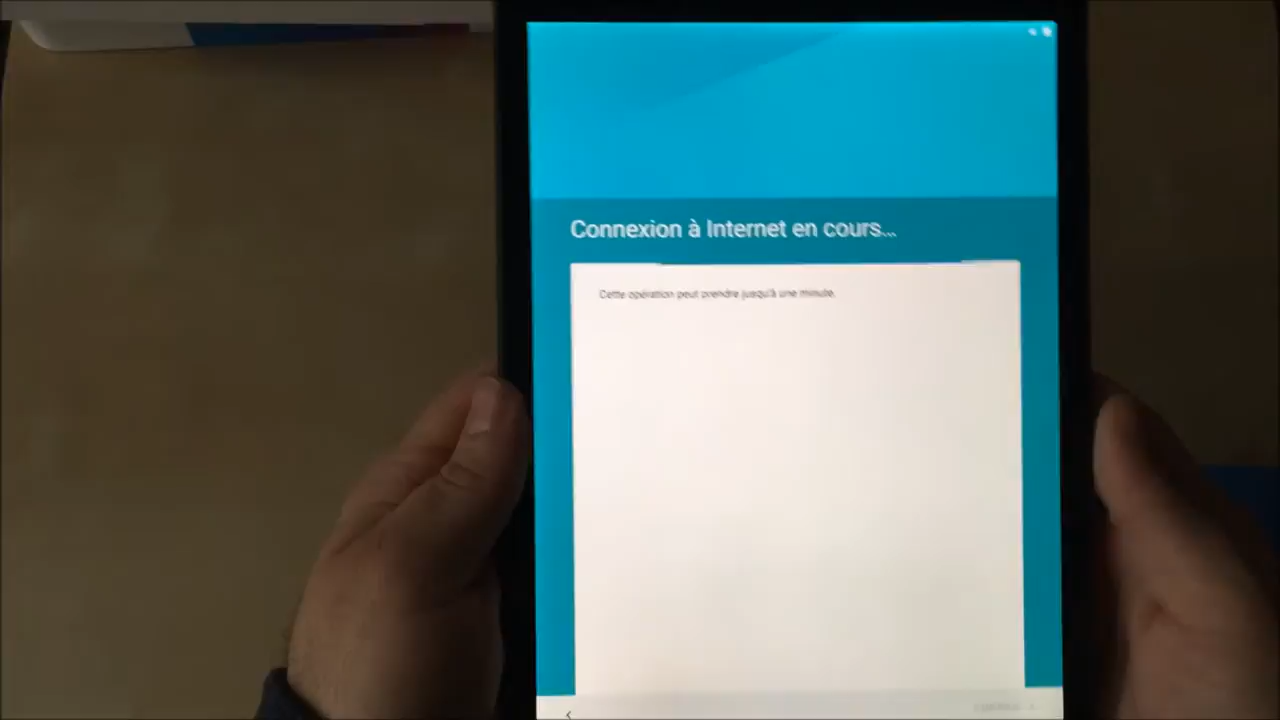 Connexion à Internet en cours...
Cette opération peut prendre jusqu'à une minute.